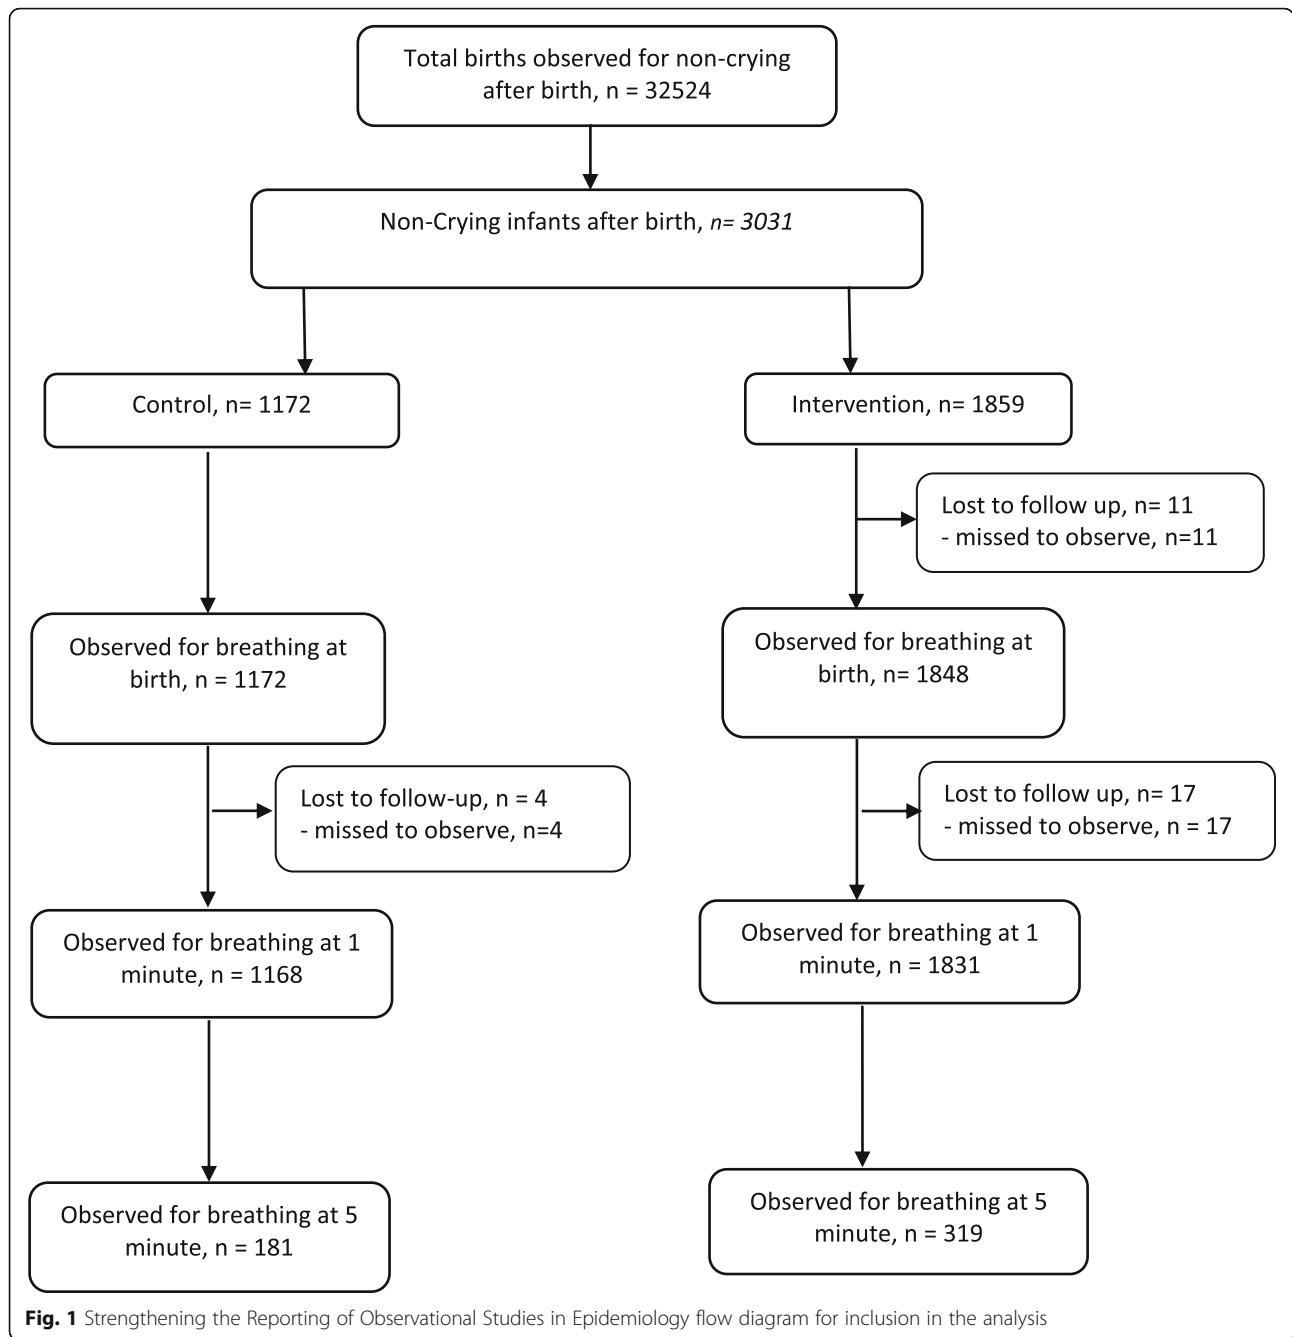 Total births observed for non-crying
after birth, n = 32524
Non-Crying infants after birth, n= 3031
Control, n= 1172
Intervention, n= 1859
Lost to follow up, n= 11
- missed to observe, n=11
Observed for breathing at
birth, n = 1172
Observed for breathing at
birth, n= 1848
Lost to follow-up, n = 4
- missed to observe, n=4
Lost to follow up, n= 17
- missed to observe, n = 17
Observed for breathing at 1
minute, n = 1168
Observed for breathing at 1
minute, n = 1831
Observed for breathing at 5
minute, n = 181
Observed for breathing at 5
minute, n = 319
Fig. 1 Strengthening the Reporting of Observational Studies in Epidemiology flow diagram for inclusion in the analysis